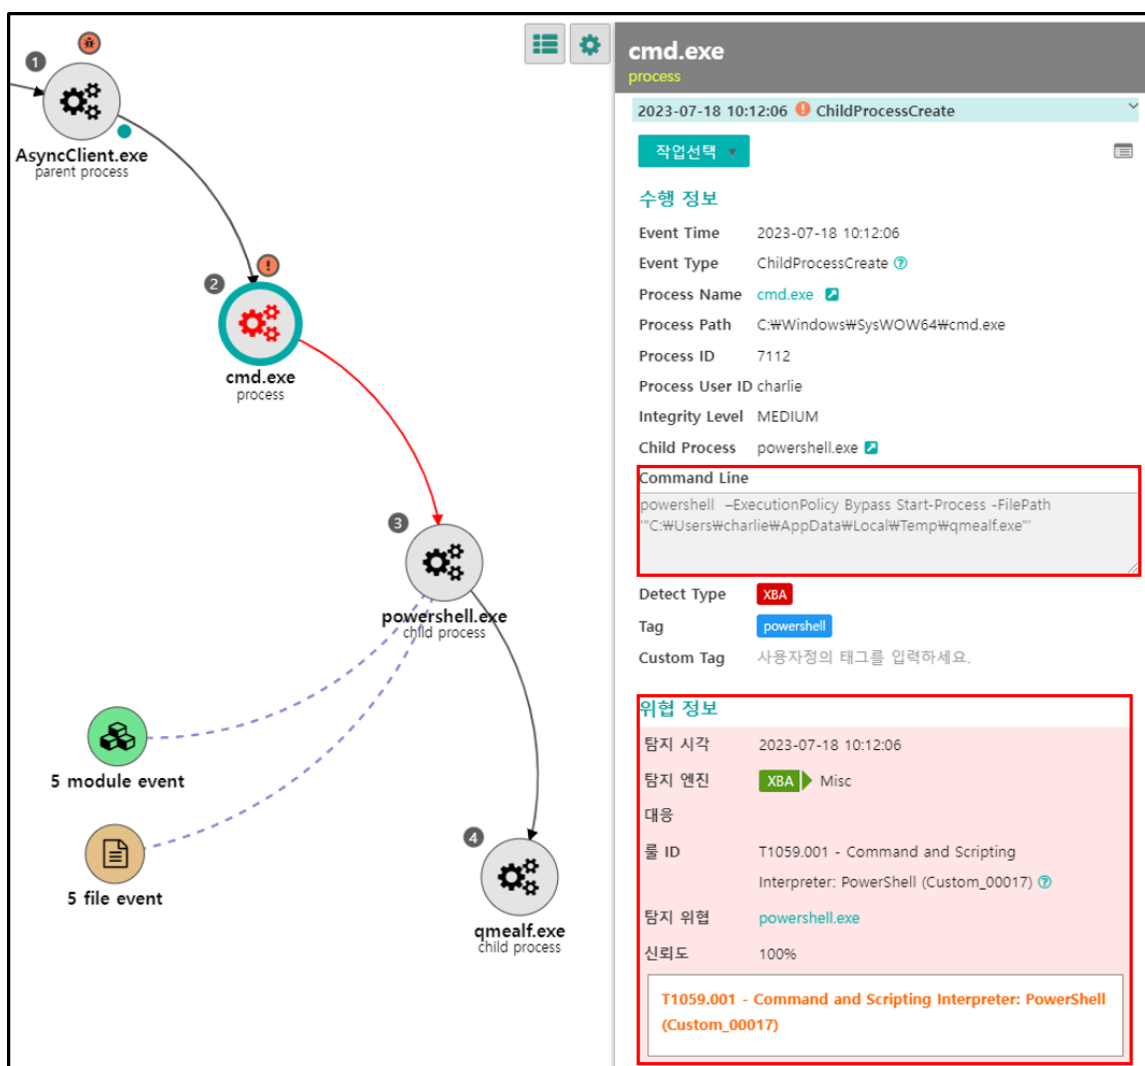 1
AsyncClient.exe
parent process
2
cmd.exe
process
3
powershell.exe
child process
5 module event
5 file event
4
qmealf.exe
child process
cmd.exe
process
2023-07-18 10:12:06 ChildProcessCreate
작업선택
수행 정보
Event Time 2023-07-18 10:12:06
Event Type ChildProcessCreate
Process Name cmd.exe
Process Path C:₩Windows₩SysWOW64₩cmd.exe
Process ID 7112
Process User ID charlie
Integrity Level MEDIUM
Child Process powershell.exe
Command Line
powershell –ExecutionPolicy Bypass Start-Process -FilePath
'"C:₩Users₩charlie₩AppData₩Local₩Temp₩qmealf.exe"'
Detect Type XBA
Tag powershell
Custom Tag 사용자정의 태그를 입력하세요.
위협 정보
탐지 시각 2023-07-18 10:12:06
탐지 엔진 XBA Misc
대응
룰 ID T1059.001 - Command and Scripting
Interpreter: PowerShell (Custom_00017)
탐지 위협 powershell.exe
신뢰도 100%
T1059.001 - Command and Scripting Interpreter: PowerShell
(Custom_00017)